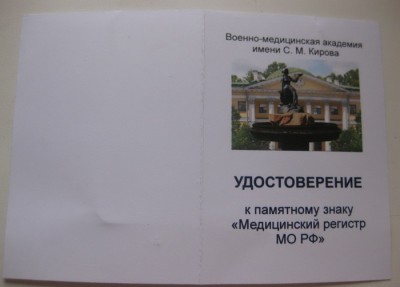 Военно-медицинская академия
имени С. М. Кирова
УДОСТОВЕРЕНИЕ
к памятному знаку
«Медицинский регистр
МО РФ»